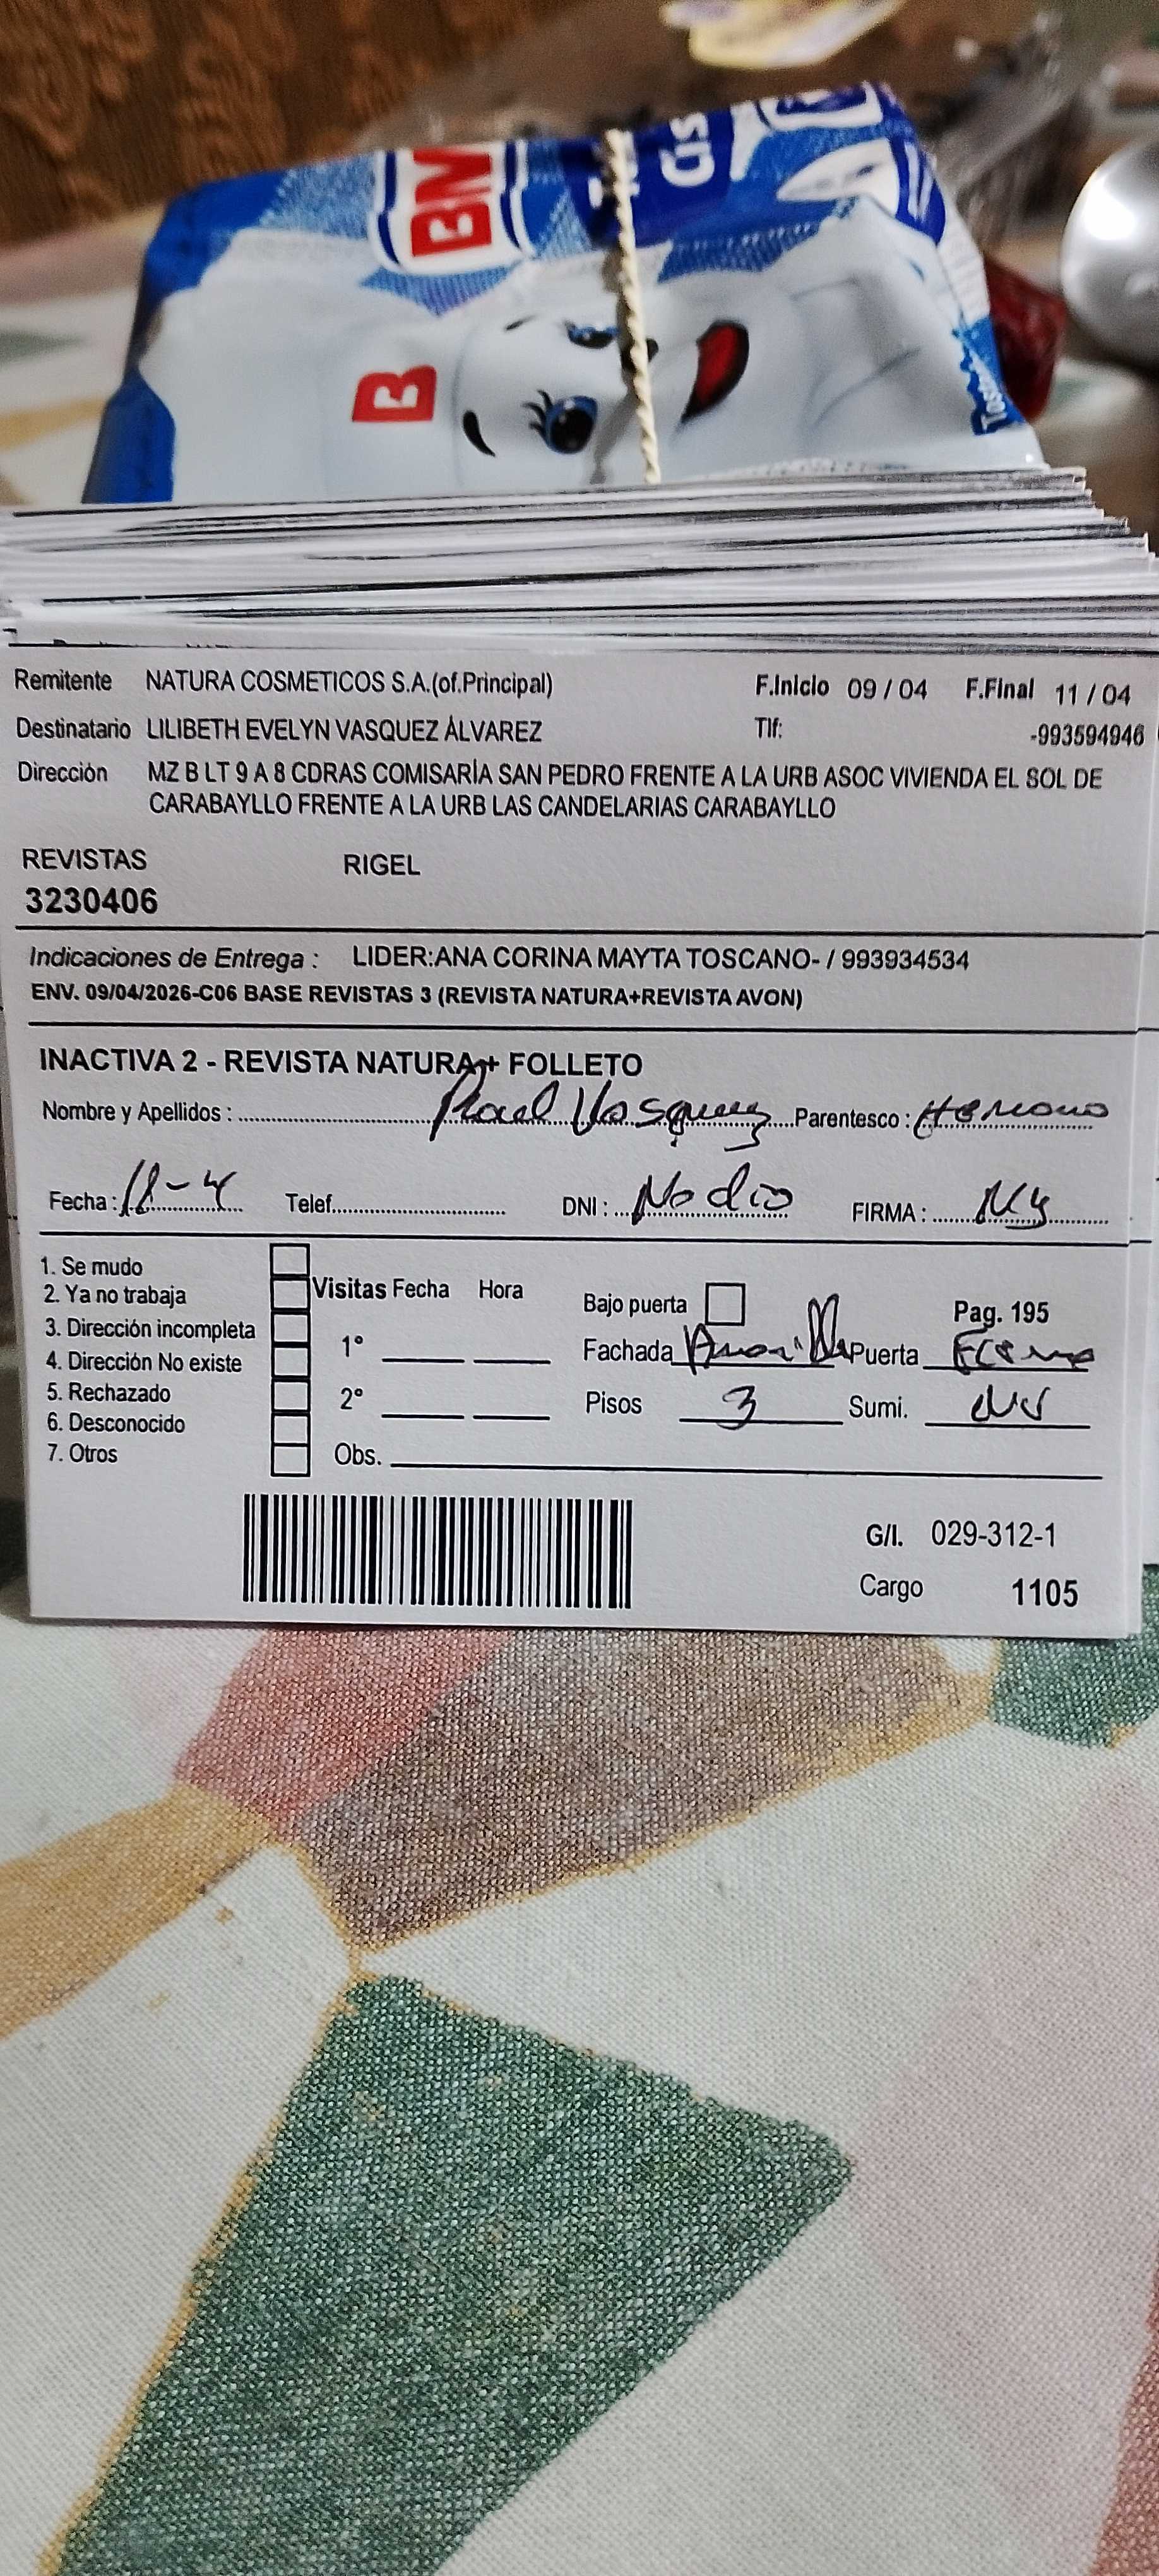 BM
B
Remitente NATURA COSMETICOS S.A.(of.Principal) F.Inicio 09 / 04 F.Final 11 / 04
Destinatario LILIBETH EVELYN VASQUEZ ÁLVAREZ Tlf: -993594946
Dirección MZ B LT 9 A 8 CDRAS COMISARÍA SAN PEDRO FRENTE A LA URB ASOC VIVIENDA EL SOL DE
CARABAYLLO FRENTE A LA URB LAS CANDELARIAS CARABAYLLO
REVISTAS RIGEL
3230406
Indicaciones de Entrega : LIDER:ANA CORINA MAYTA TOSCANO- / 993934534
ENV. 09/04/2026-C06 BASE REVISTAS 3 (REVISTA NATURA+REVISTA AVON)
INACTIVA 2 - REVISTA NATURA + FOLLETO
Nombre y Apellidos : Vasquez Parentesco : Hermano
Fecha : Telef. DNI : No dio FIRMA :
1. Se mudo
2. Ya no trabaja Visitas Fecha Hora Bajo puerta Pag. 195
3. Dirección incompleta 1° Fachada Puerta
4. Dirección No existe
5. Rechazado 2° Pisos 3 Sumi.
6. Desconocido
7. Otros Obs.
G/I. 029-312-1
Cargo 1105